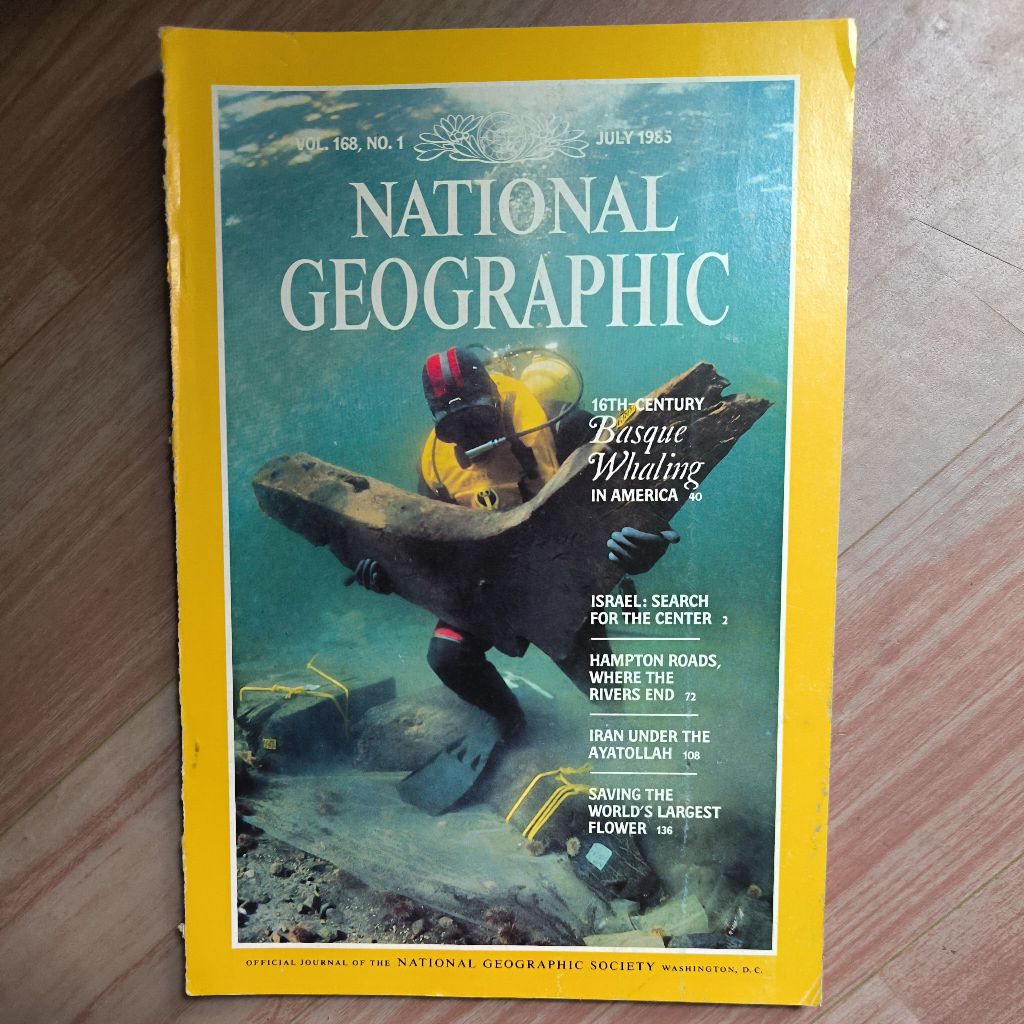 VOL. 168, NO. 1
JULY 1985
NATIONAL
GEOGRAPHIC
16TH-CENTURY
Basque
Whaling
IN AMERICA 40
ISRAEL: SEARCH
FOR THE CENTER 2
HAMPTON ROADS,
WHERE THE
RIVERS END 72
IRAN UNDER THE
AYATOLLAH 108
SAVING THE
WORLD'S LARGEST
FLOWER 136
OFFICIAL JOURNAL OF THE NATIONAL GEOGRAPHIC SOCIETY WASHINGTON, D.C.